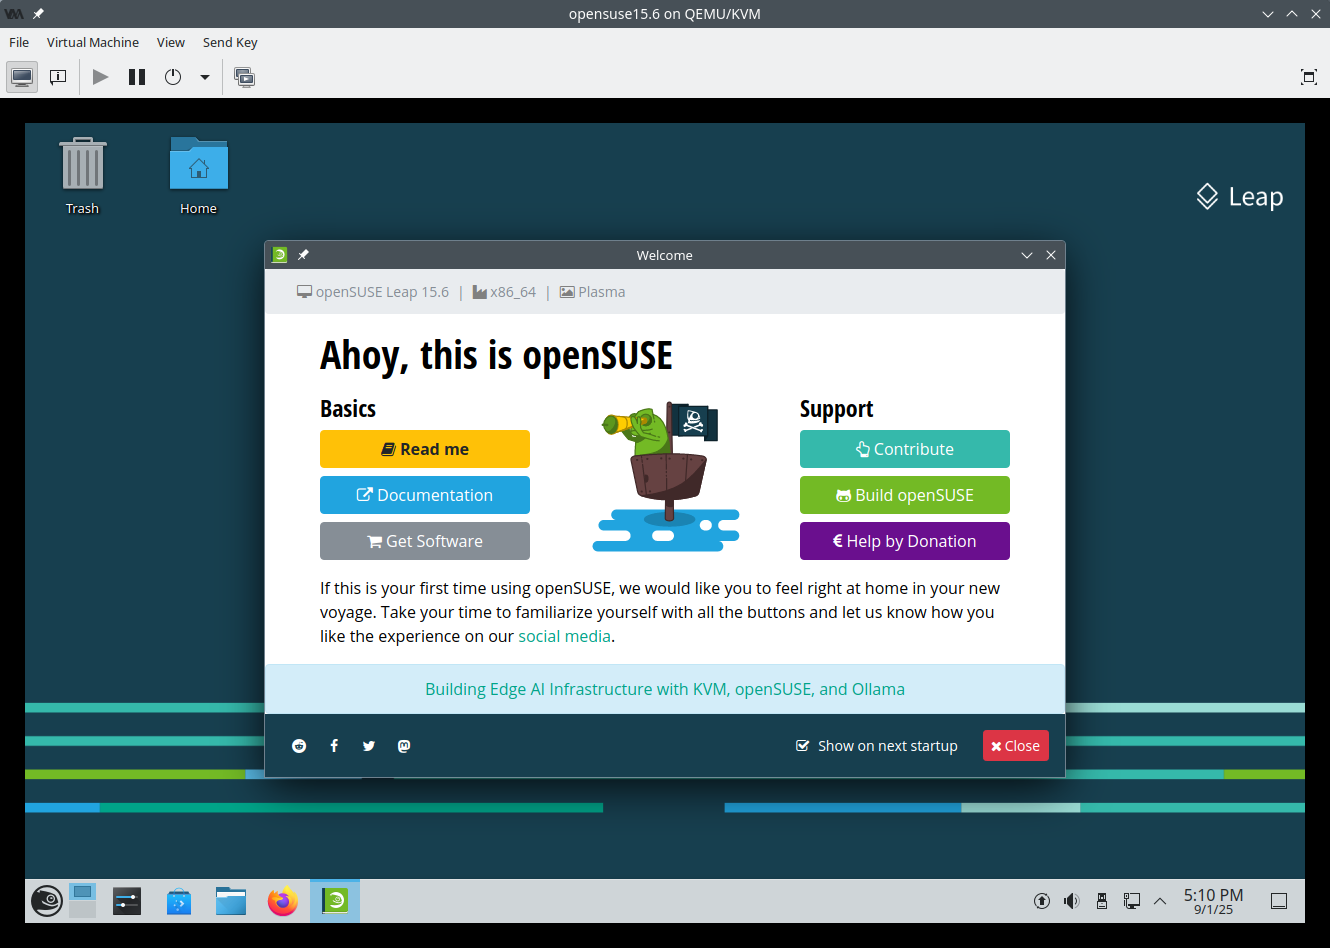 opensuse15.6 on QEMU/KVM
File Virtual Machine View Send Key
Trash
Home
Leap
Welcome
openSUSE Leap 15.6 | x86_64 | Plasma
Ahoy, this is openSUSE
Basics
Read me
Documentation
Get Software
Support
Contribute
Build openSUSE
€ Help by Donation
If this is your first time using openSUSE, we would like you to feel right at home in your new
voyage. Take your time to familiarize yourself with all the buttons and let us know how you
like the experience on our social media.
Building Edge AI Infrastructure with KVM, openSUSE, and Ollama
Show on next startup
Close
5:10 PM
9/1/25